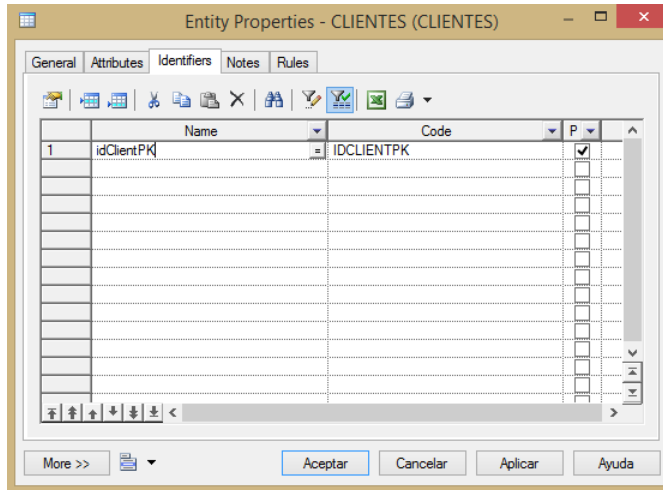 Entity Properties - CLIENTES (CLIENTES)
General Attributes Identifiers Notes Rules
Name Code P
1 idClientPK = IDCLIENTPK
More >> Aceptar Cancelar Aplicar Ayuda